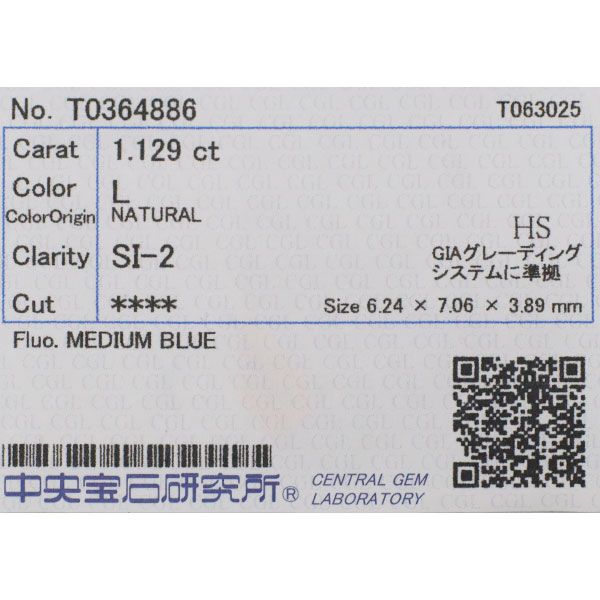 No. T0364886 T063025
Carat 1.129 ct
Color L
ColorOrigin NATURAL
HS
Clarity SI-2
GIAグレーディング
システムに準拠
Cut ****
Size 6.24 × 7.06 × 3.89 mm
Fluo. MEDIUM BLUE
中央宝石研究所® CENTRAL GEM
LABORATORY